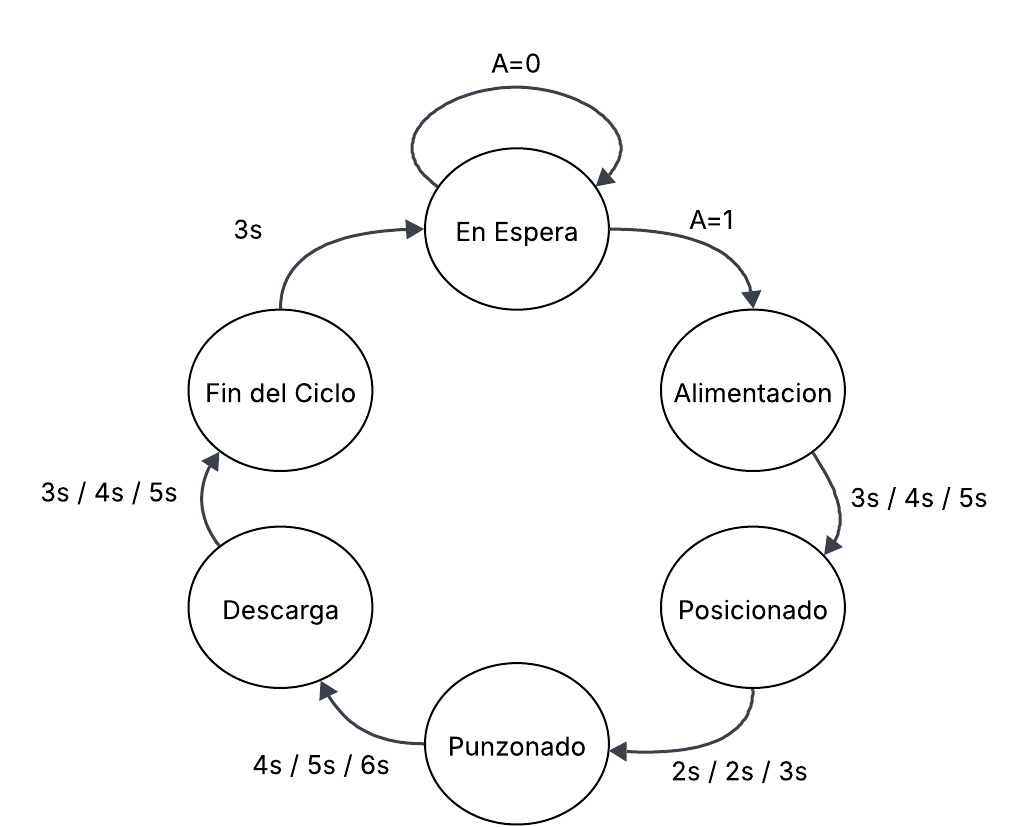 A=0
En Espera
A=1
3s
Fin del Ciclo
Alimentacion
3s / 4s / 5s
3s / 4s / 5s
Descarga
Posicionado
Punzonado
4s / 5s / 6s
2s / 2s / 3s